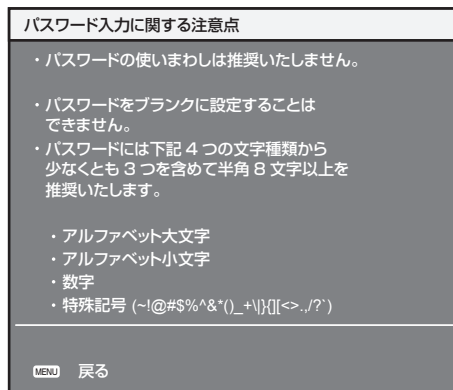 パスワード入力に関する注意点
・パスワードの使いまわしは推奨いたしません。
・パスワードをブランクに設定することは
できません。
・パスワードには下記 4 つの文字種類から
少なくとも 3 つを含めて半角 8 文字以上を
推奨いたします。
・アルファベット大文字
・アルファベット小文字
・数字
・特殊記号 (~!@#$%^&*()_+\|}{][<>.,/?`)
MENU 戻る